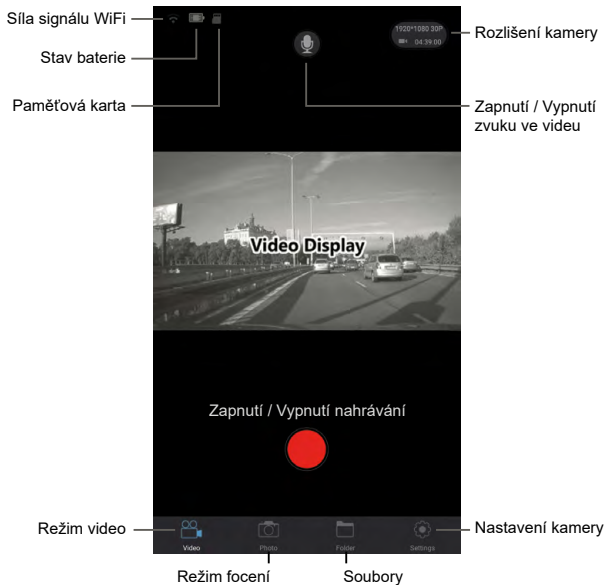 Síla signálu WiFi
Stav baterie
Paměťová karta
1920*1080 30P
04:39:00
Rozlišení kamery
Zapnutí / Vypnutí
zvuku ve videu
Video Display
Zapnutí / Vypnutí nahrávání
Režim video
Video
Photo
Folder
Settings
Nastavení kamery
Režim focení
Soubory